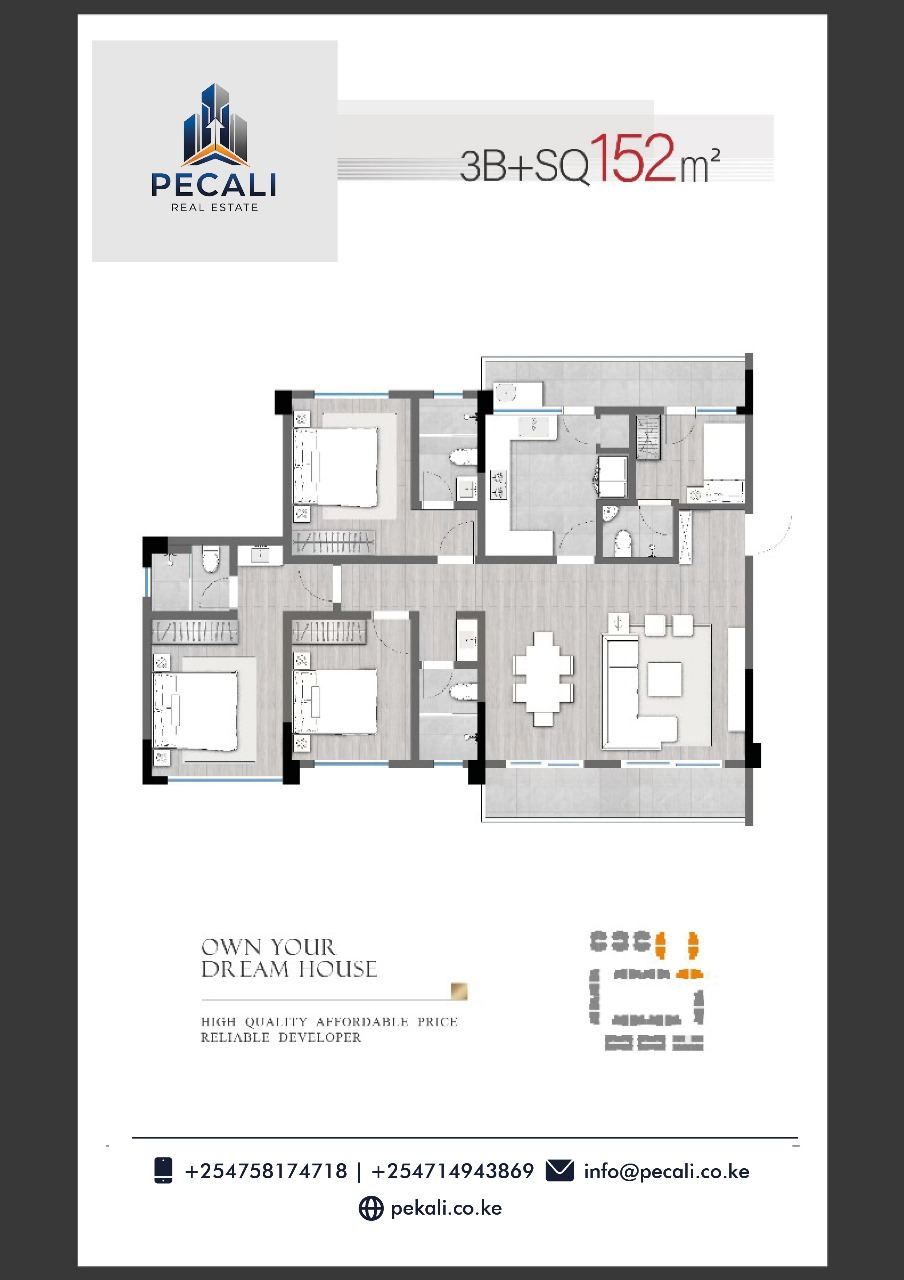 PECALI
REAL ESTATE
3B+SQ152m²
OWN YOUR
DREAM HOUSE
HIGH QUALITY AFFORDABLE PRICE
RELIABLE DEVELOPER
+254758174718 | +254714943869 info@pecali.co.ke
pekali.co.ke